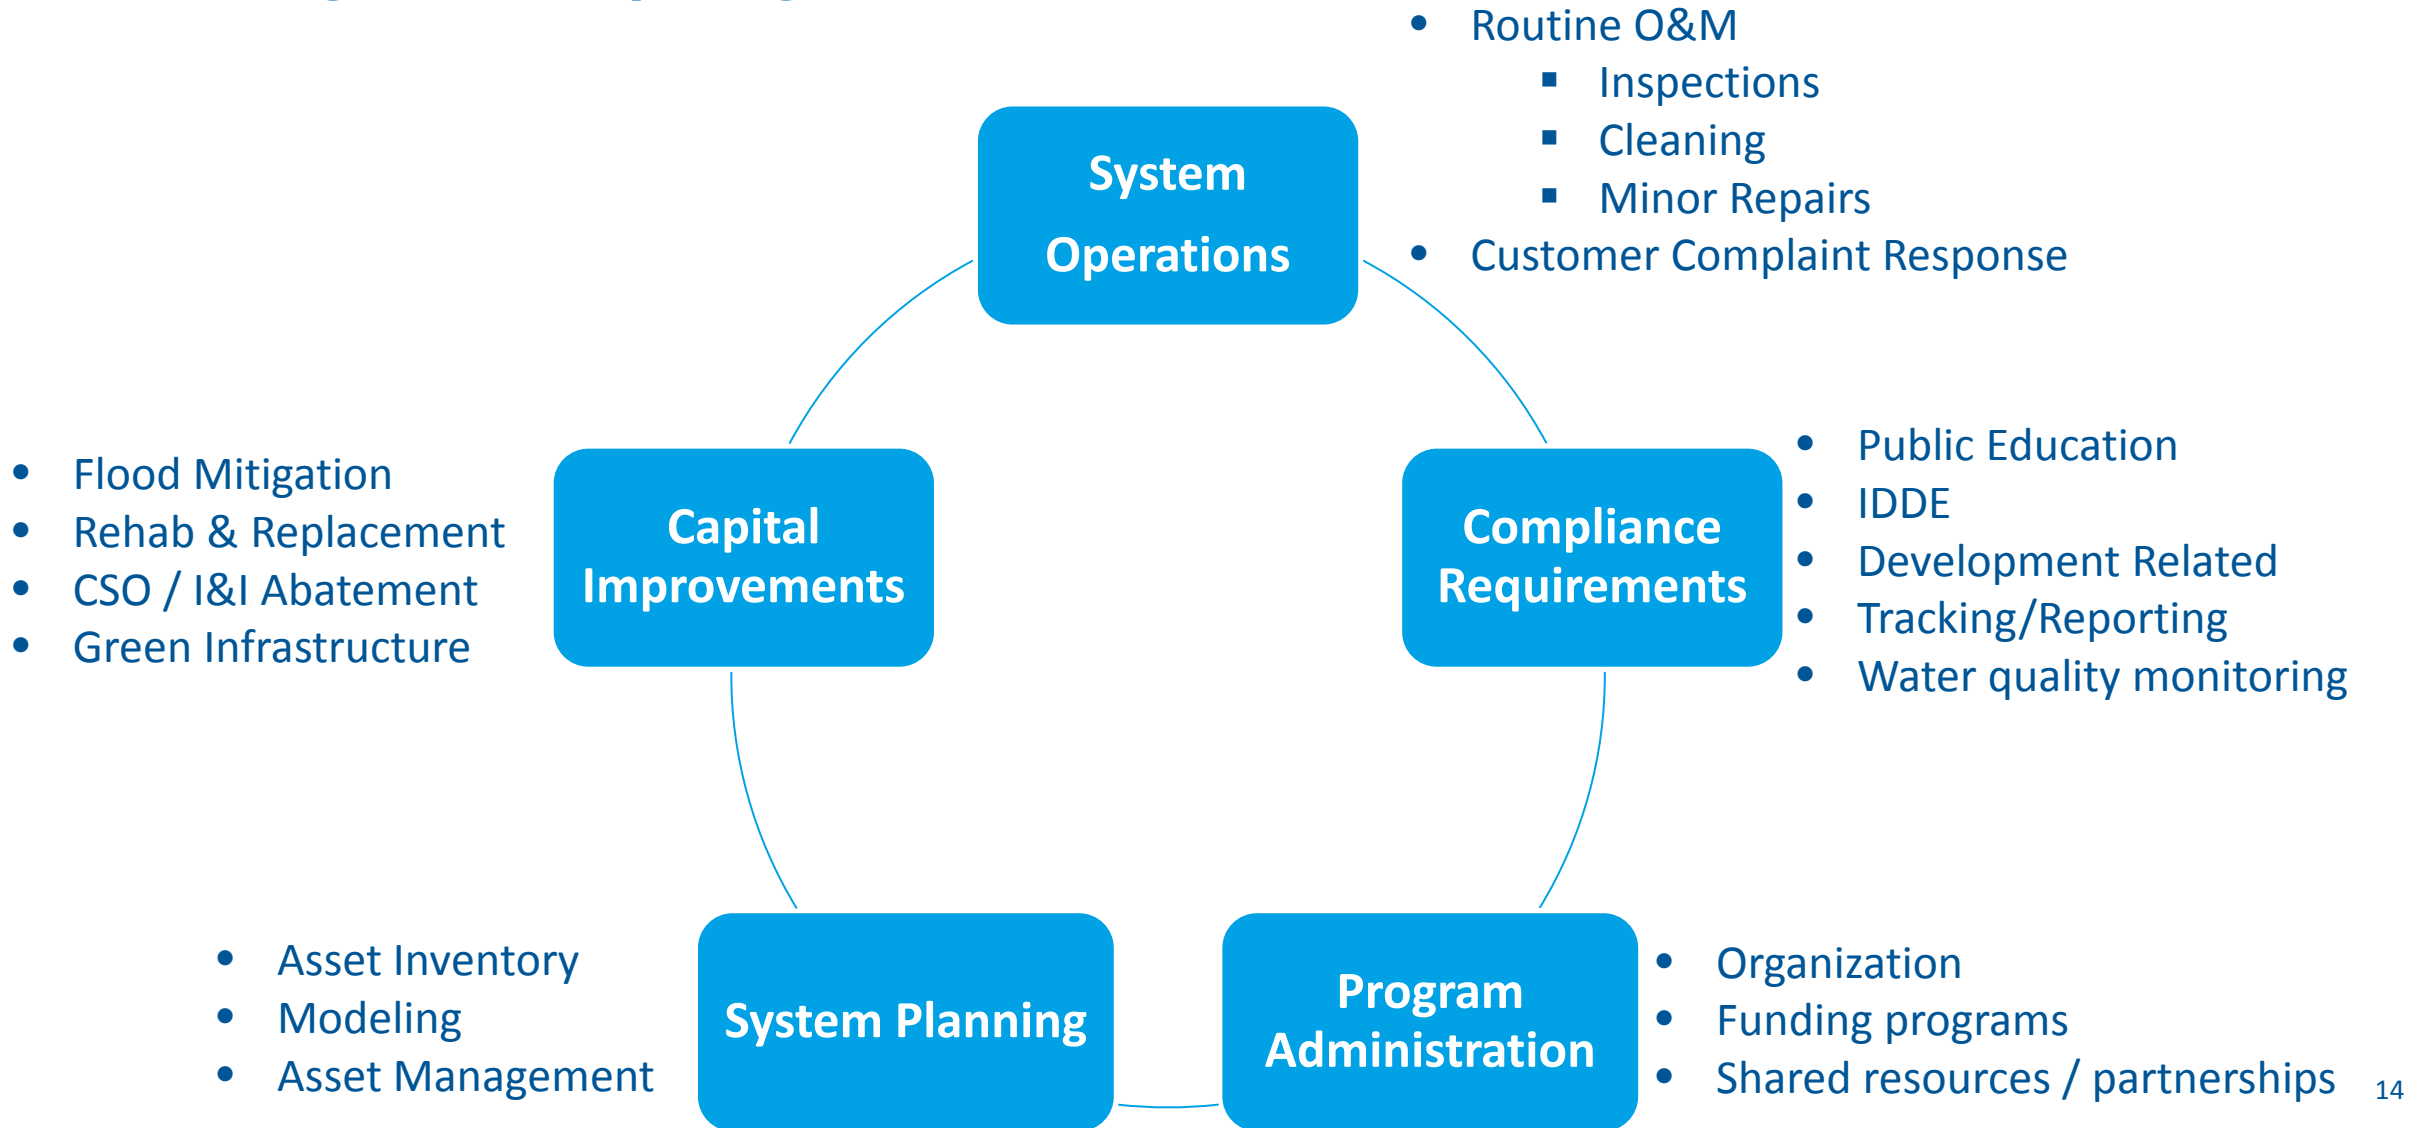 • Routine O&M
▪ Inspections
▪ Cleaning
▪ Minor Repairs
• Customer Complaint Response
System
Operations
• Public Education
• IDDE
• Development Related
• Tracking/Reporting
• Water quality monitoring
Compliance
Requirements
• Flood Mitigation
• Rehab & Replacement
• CSO / I&I Abatement
• Green Infrastructure
Capital
Improvements
• Asset Inventory
• Modeling
• Asset Management
System Planning
Program
Administration
• Organization
• Funding programs
• Shared resources / partnerships
14